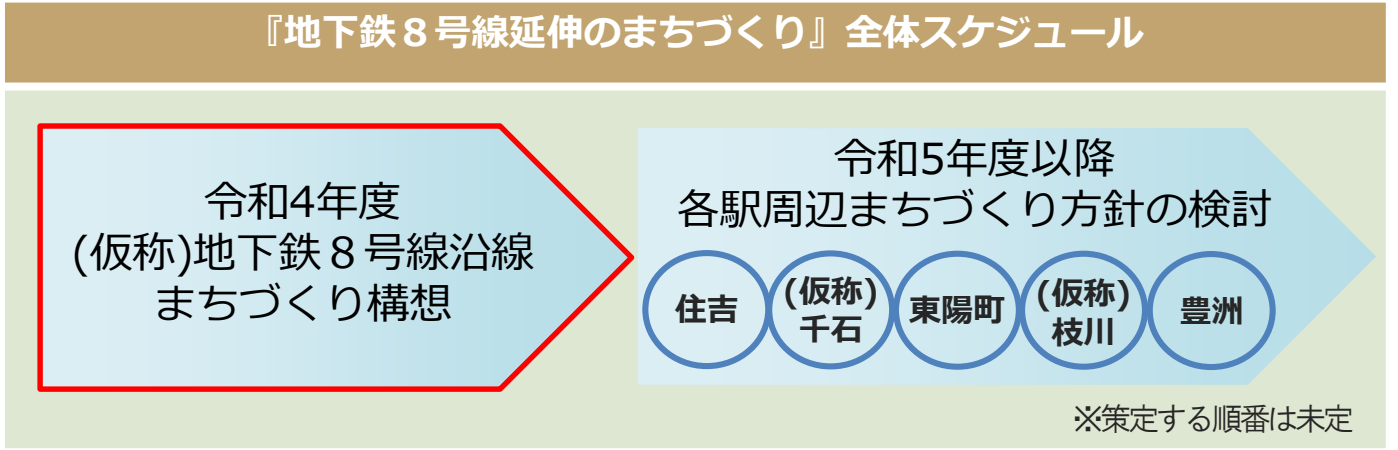 『地下鉄８号線延伸のまちづくり』全体スケジュール
令和4年度
(仮称)地下鉄８号線沿線
まちづくり構想
令和5年度以降
各駅周辺まちづくり方針の検討
住吉
(仮称)
千石
東陽町
(仮称)
枝川
豊洲
※策定する順番は未定